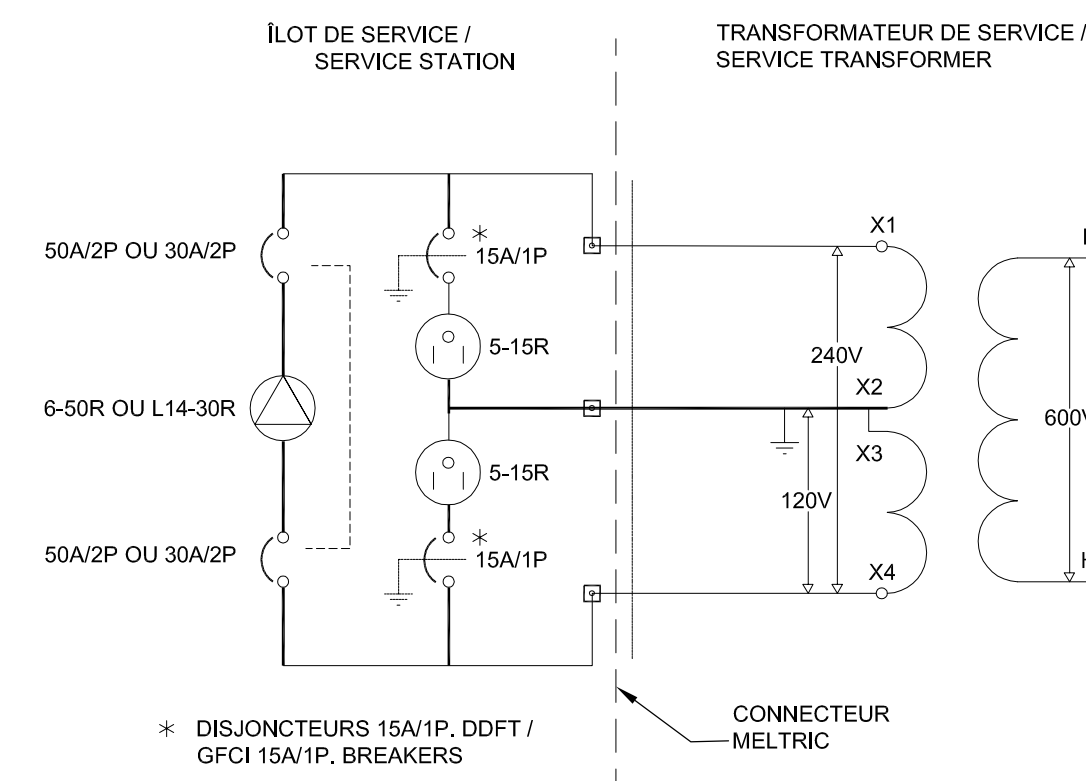 ÎLOT DE SERVICE /
SERVICE STATION
TRANSFORMATEUR DE SERVICE /
SERVICE TRANSFORMER
50A/2P OU 30A/2P
*
15A/1P
5-15R
6-50R OU L14-30R
5-15R
50A/2P OU 30A/2P
*
15A/1P
X1
240V
X2
X3
120V
X4
600V
* DISJONCTEURS 15A/1P. DDFT /
GFCI 15A/1P. BREAKERS
CONNECTEUR
MELTRIC